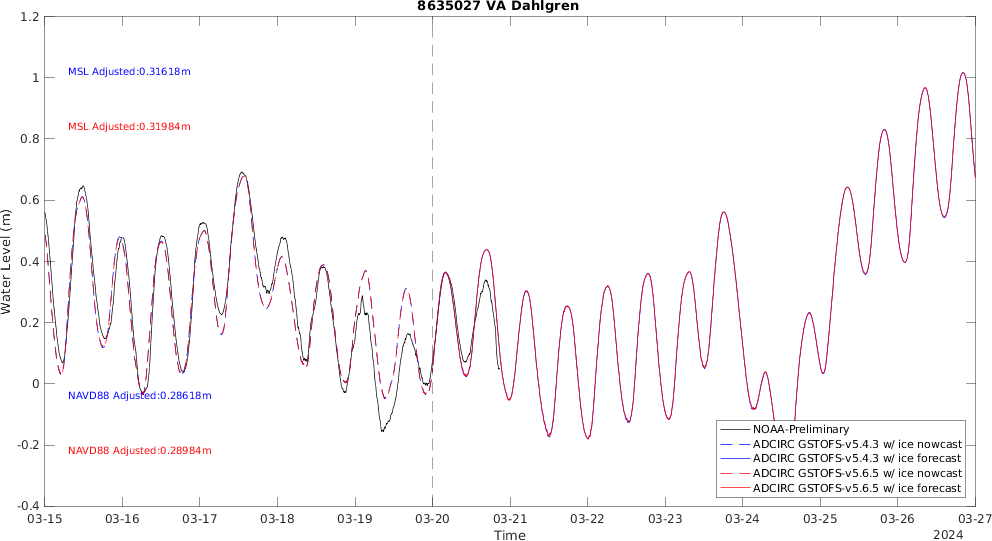 8635027 VA Dahlgren
1.2
1
0.8
0.6
0.4
0.2
0
-0.2
-0.4
Water Level (m)
MSL Adjusted:0.31618m
MSL Adjusted:0.31984m
NAVD88 Adjusted:0.28618m
NAVD88 Adjusted:0.28984m
NOAA-Preliminary
ADCIRC GSTOFS-v5.4.3 w/ ice nowcast
ADCIRC GSTOFS-v5.4.3 w/ ice forecast
ADCIRC GSTOFS-v5.6.5 w/ ice nowcast
ADCIRC GSTOFS-v5.6.5 w/ ice forecast
03-15 03-16 03-17 03-18 03-19 03-20 03-21 03-22 03-23 03-24 03-25 03-26 03-27
Time
2024